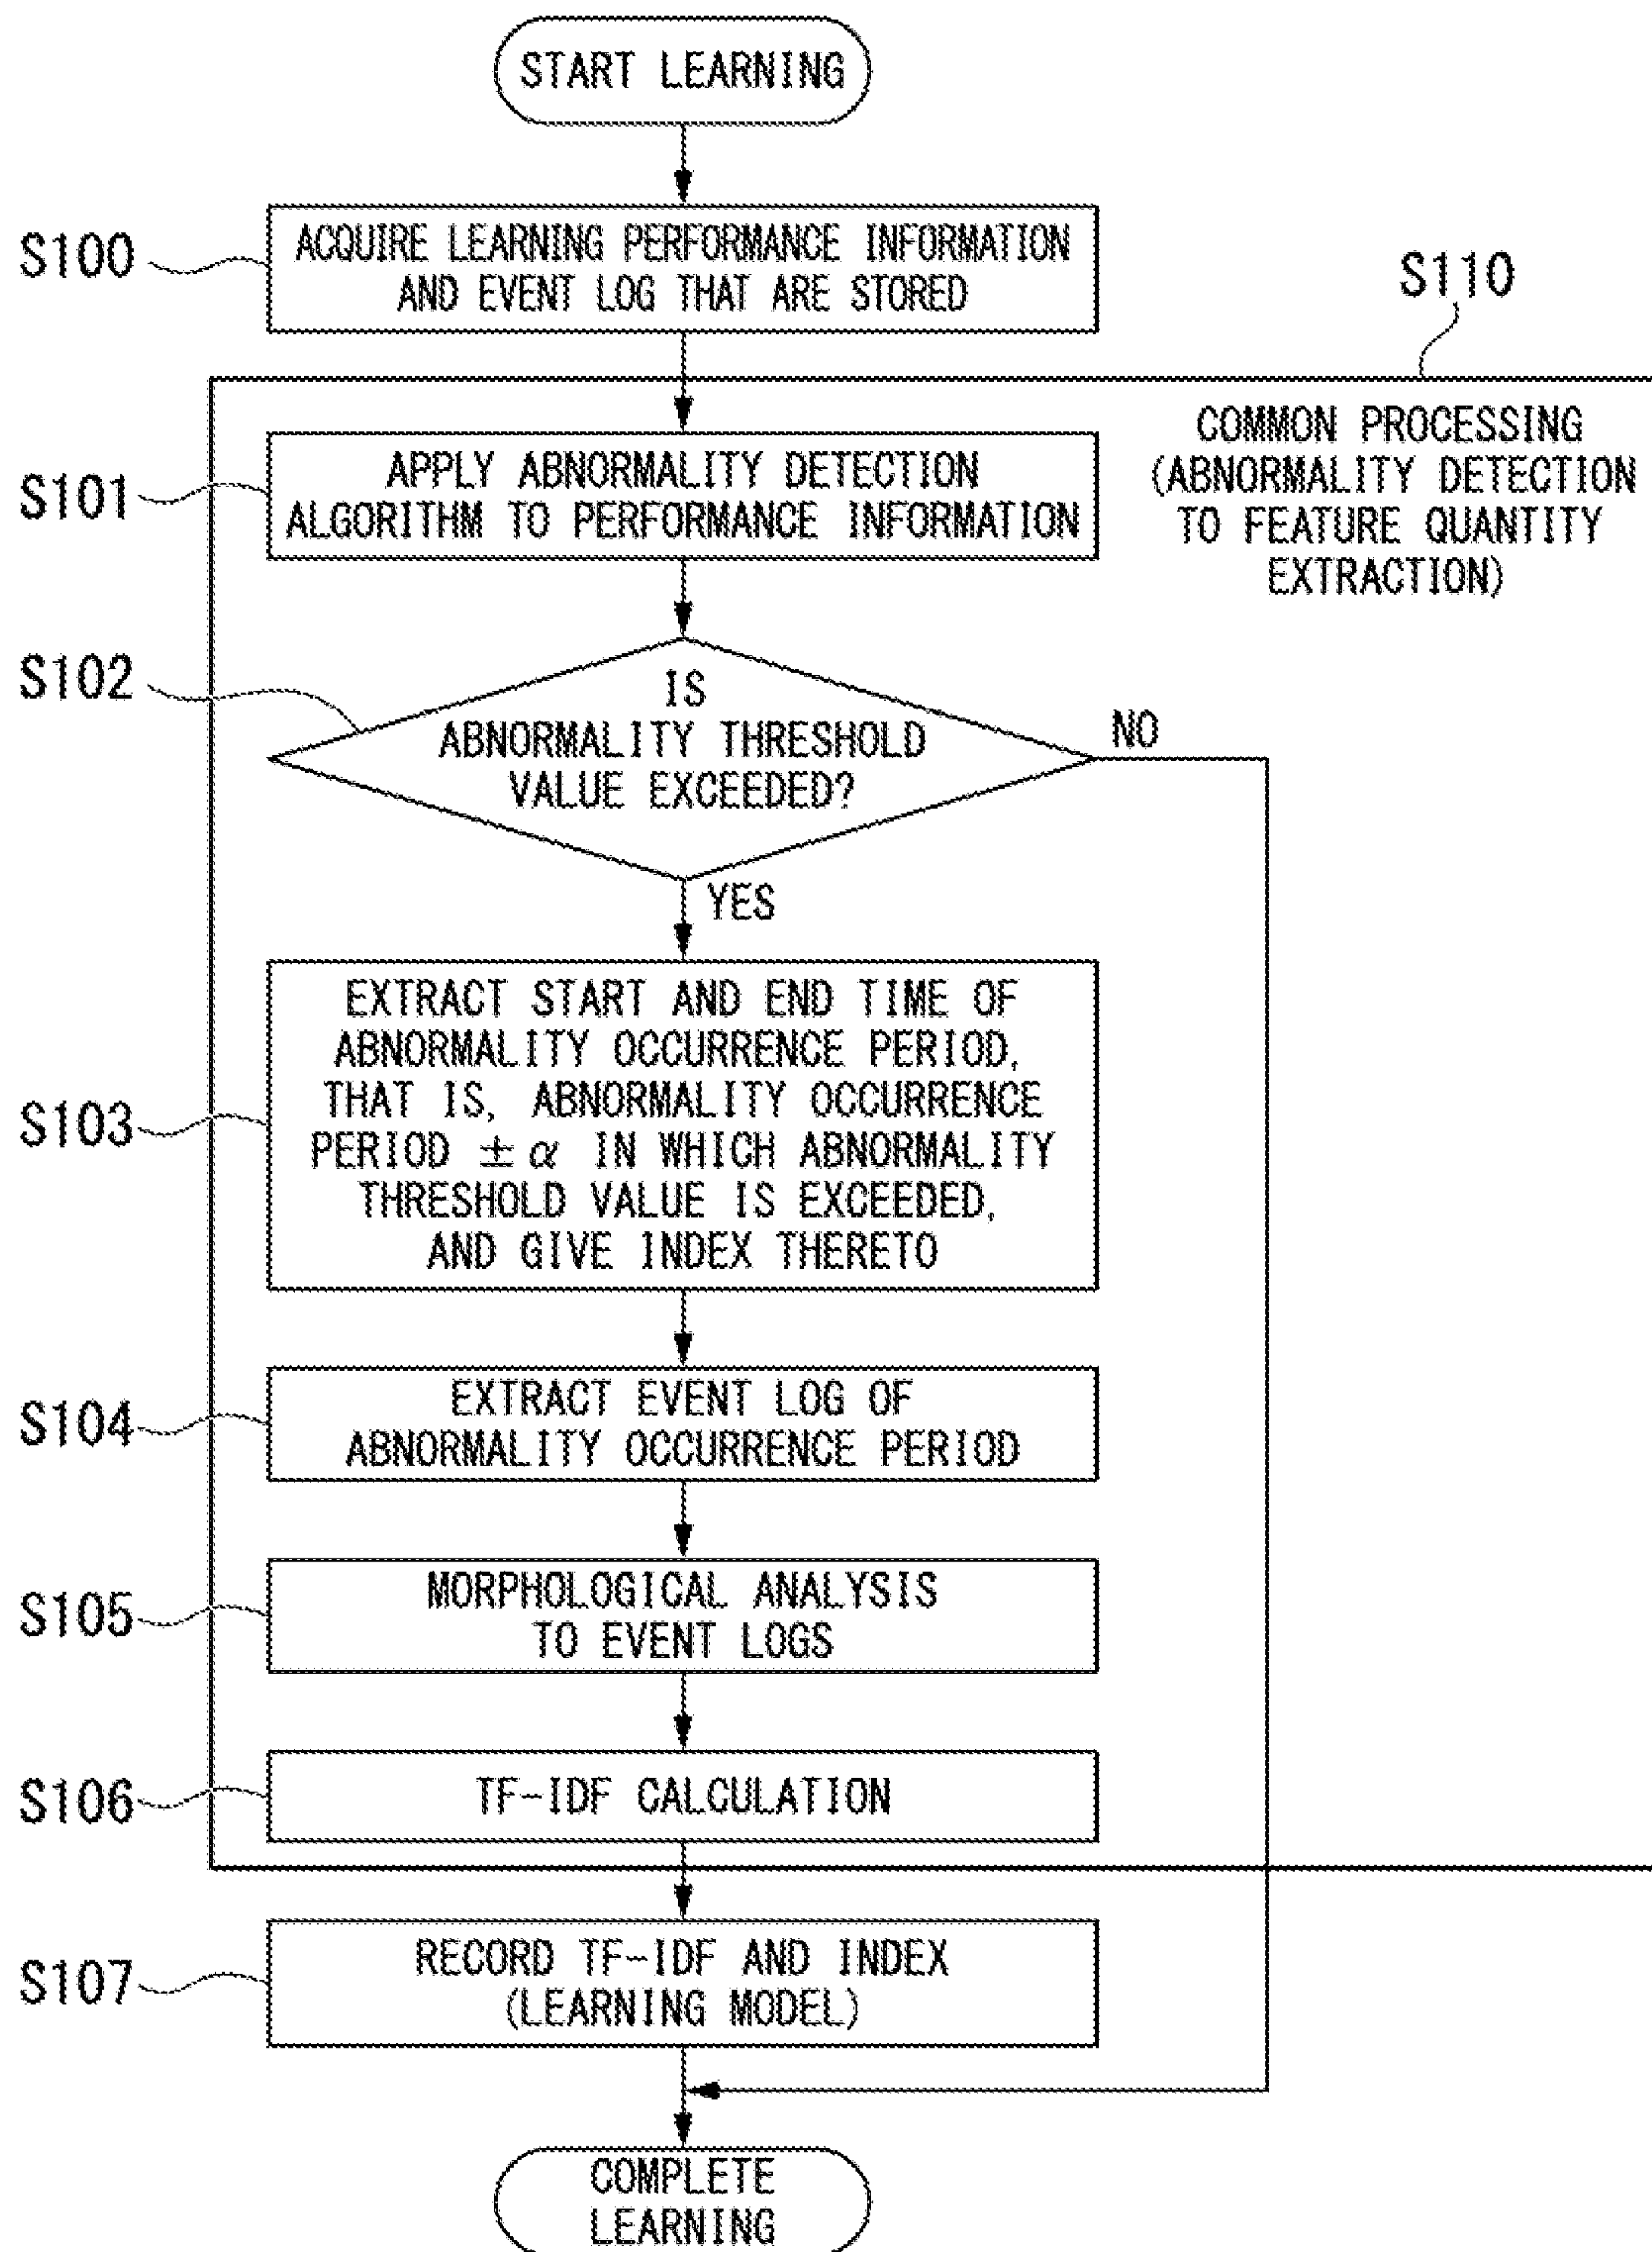 START LEARNING
S100
ACQUIRE LEARNING PERFORMANCE INFORMATION
AND EVENT LOG THAT ARE STORED
S110
COMMON PROCESSING
(ABNORMALITY DETECTION
TO FEATURE QUANTITY
EXTRACTION)
S101
APPLY ABNORMALITY DETECTION
ALGORITHM TO PERFORMANCE INFORMATION
S102
IS
ABNORMALITY THRESHOLD
VALUE EXCEEDED?
NO
YES
S103
EXTRACT START AND END TIME OF
ABNORMALITY OCCURRENCE PERIOD,
THAT IS, ABNORMALITY OCCURRENCE
PERIOD ±α IN WHICH ABNORMALITY
THRESHOLD VALUE IS EXCEEDED,
AND GIVE INDEX THERETO
S104
EXTRACT EVENT LOG OF
ABNORMALITY OCCURRENCE PERIOD
S105
MORPHOLOGICAL ANALYSIS
TO EVENT LOGS
S106
TF-IDF CALCULATION
S107
RECORD TF-IDF AND INDEX
(LEARNING MODEL)
COMPLETE
LEARNING